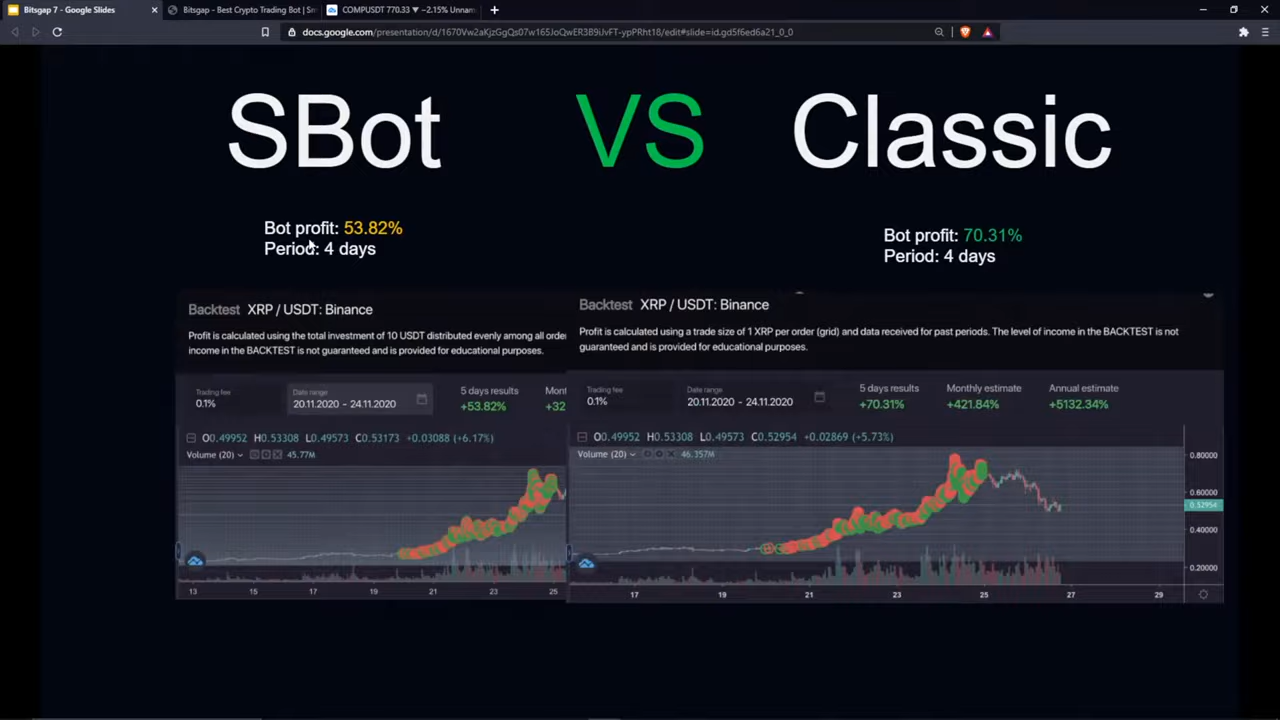 Bitsgap 7 - Google Slides
Bitsgap - Best Crypto Trading Bot | Sm
COMPUSDT 770.33 ▼ −2.15% Unnam
SBot VS Classic
Bot profit: 53.82%
Period: 4 days
Bot profit: 70.31%
Period: 4 days
Backtest XRP / USDT: Binance
Profit is calculated using the total investment of 10 USDT distributed evenly among all orde
income in the BACKTEST is not guaranteed and is provided for educational purposes.
Trading fee
0.1%
Date range
20.11.2020 - 24.11.2020
5 days results
+53.82%
Mont
+32
O0.49952 H0.53308 L0.49573 C0.53173 +0.03088 (+6.17%)
Volume (20) 45.77M
13 15 17 19 21 23 25
Backtest XRP / USDT: Binance
Profit is calculated using a trade size of 1 XRP per order (grid) and data received for past periods. The level of income in the BACKTEST is not
guaranteed and is provided for educational purposes.
Trading fee
0.1%
Date range
20.11.2020 - 24.11.2020
5 days results
+70.31%
Monthly estimate
+421.84%
Annual estimate
+5132.34%
O0.49952 H0.53308 L0.49573 C0.52954 +0.02869 (+5.73%)
Volume (20) 46.357M
0.80000
0.60000
0.52954
0.40000
0.20000
17 19 21 23 25 27 29